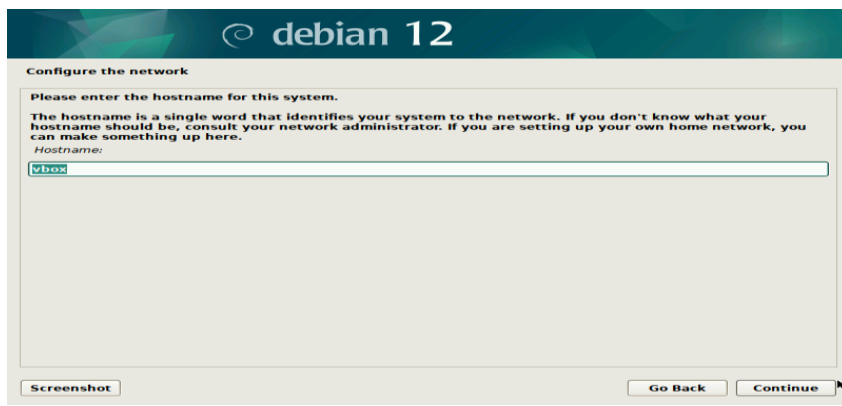 debian 12
Configure the network
Please enter the hostname for this system.
The hostname is a single word that identifies your system to the network. If you don't know what your
hostname should be, consult your network administrator. If you are setting up your own home network, you
can make something up here.
Hostname:
vbox
Screenshot
Go Back
Continue